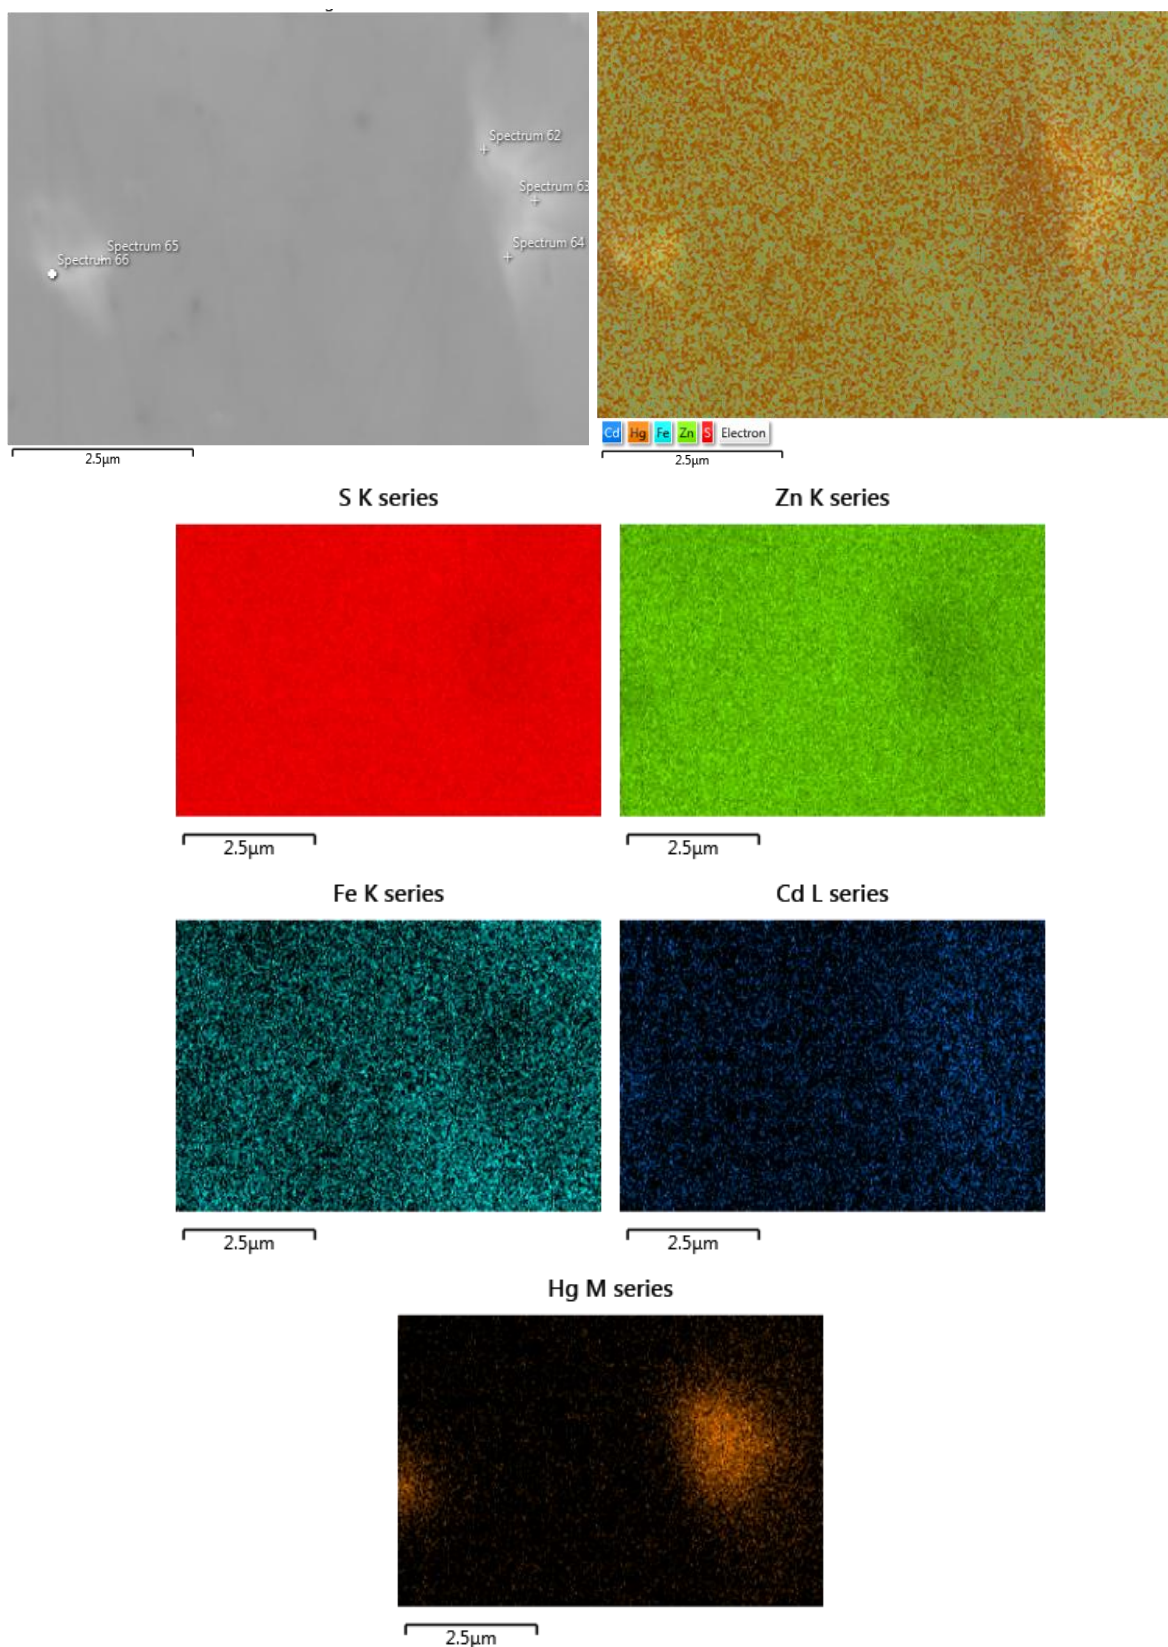 Spectrum 62
Spectrum 63
Spectrum 64
Spectrum 65
Spectrum 66
2.5µm
Cd Hg Fe Zn S Electron
2.5µm
S K series
Zn K series
2.5µm
2.5µm
Fe K series
Cd L series
2.5µm
2.5µm
Hg M series
2.5µm